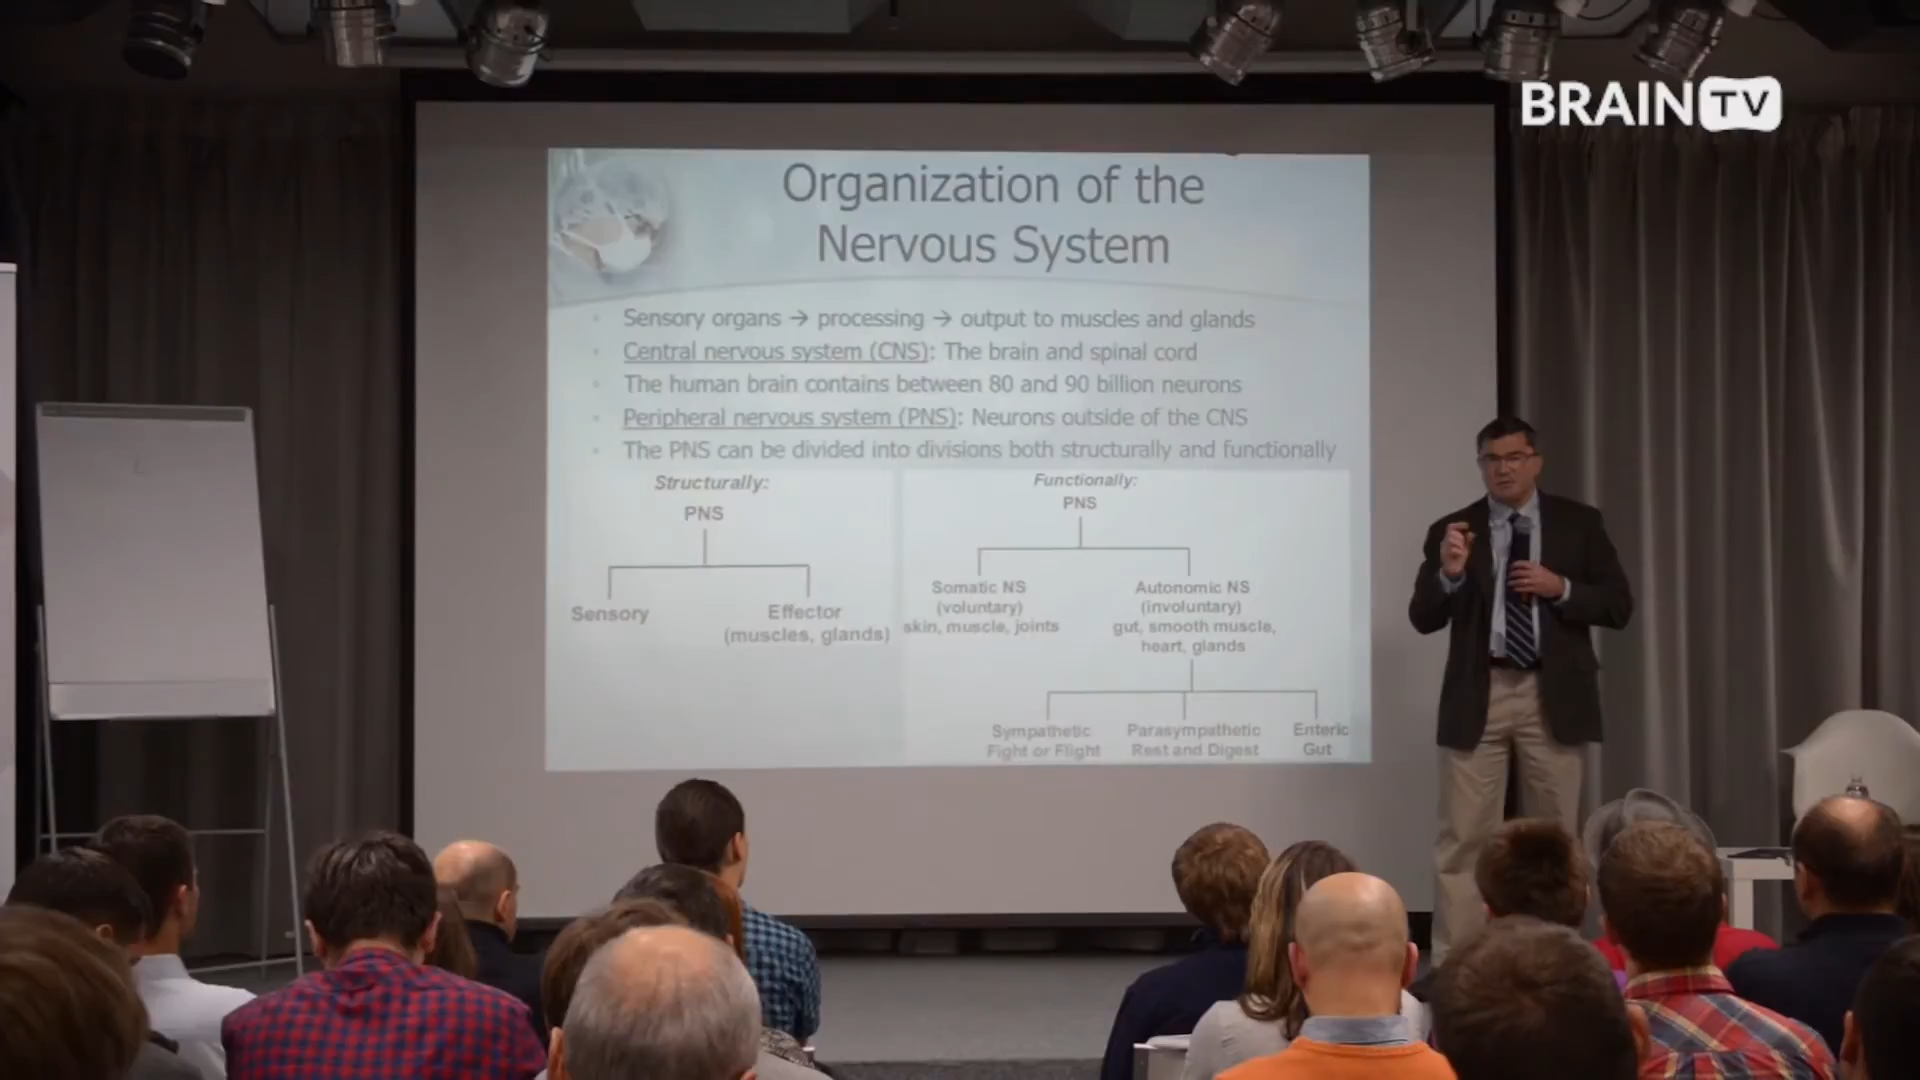 BRAIN TV
Organization of the
Nervous System
• Sensory organs → processing → output to muscles and glands
• Central nervous system (CNS): The brain and spinal cord
• The human brain contains between 80 and 90 billion neurons
• Peripheral nervous system (PNS): Neurons outside of the CNS
• The PNS can be divided into divisions both structurally and functionally
Structurally:
PNS
Sensory
Effector
(muscles, glands)
Functionally:
PNS
Somatic NS
(voluntary)
skin, muscle, joints
Autonomic NS
(involuntary)
gut, smooth muscle,
heart, glands
Sympathetic
Fight or Flight
Parasympathetic
Rest and Digest
Enteric
Gut